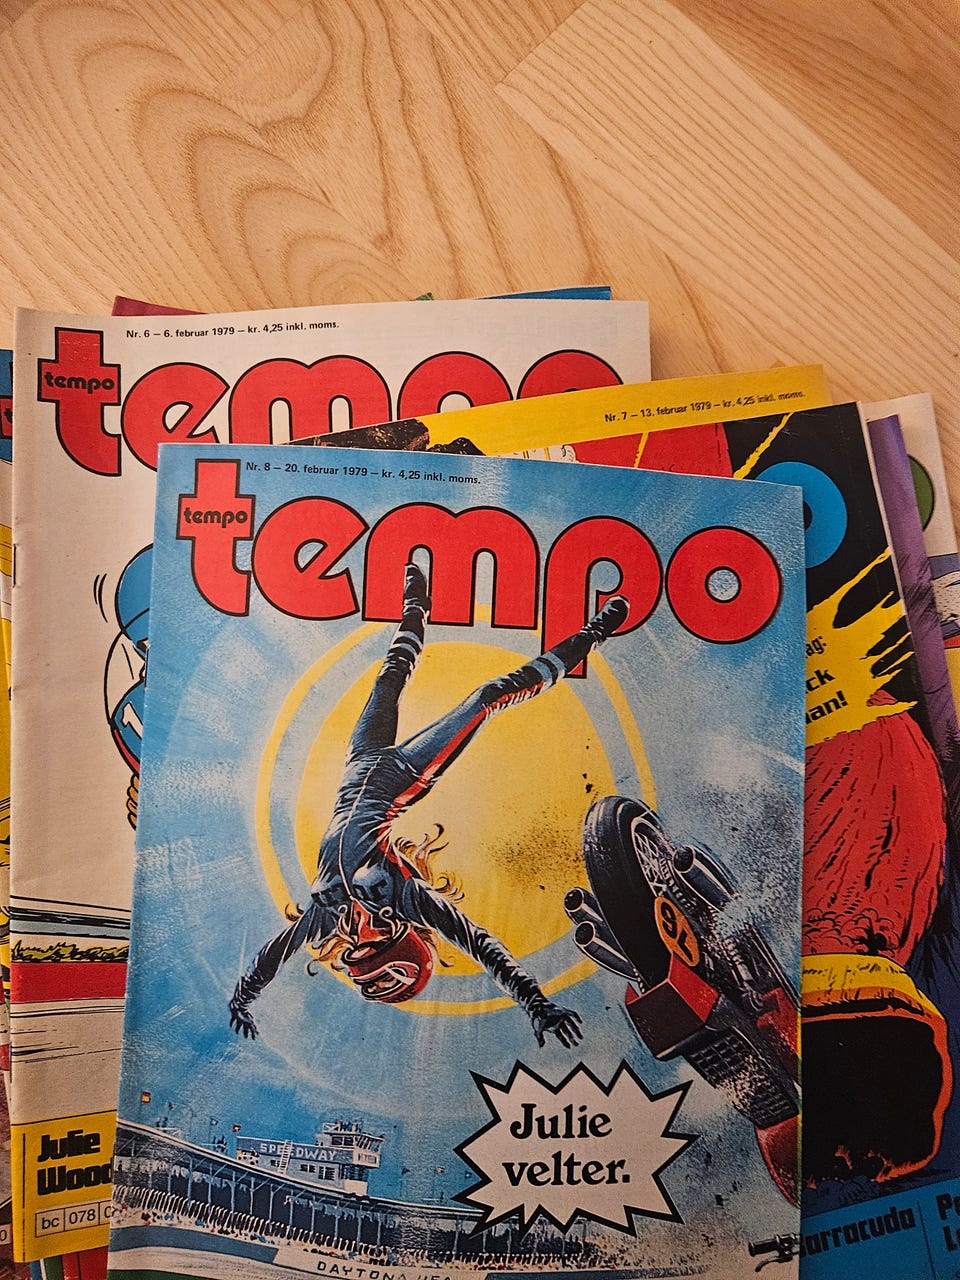 Nr. 6 – 6. februar 1979 – kr. 4,25 inkl. moms.
tempo
tempo
Nr. 7 – 13. februar 1979 – kr. 4,25 inkl. moms.
Nr. 8 – 20. februar 1979 – kr. 4,25 inkl. moms.
tempo
tempo
SPEEDWAY
DAYTONA
Julie
velter.
Julie
Wood
bc 078